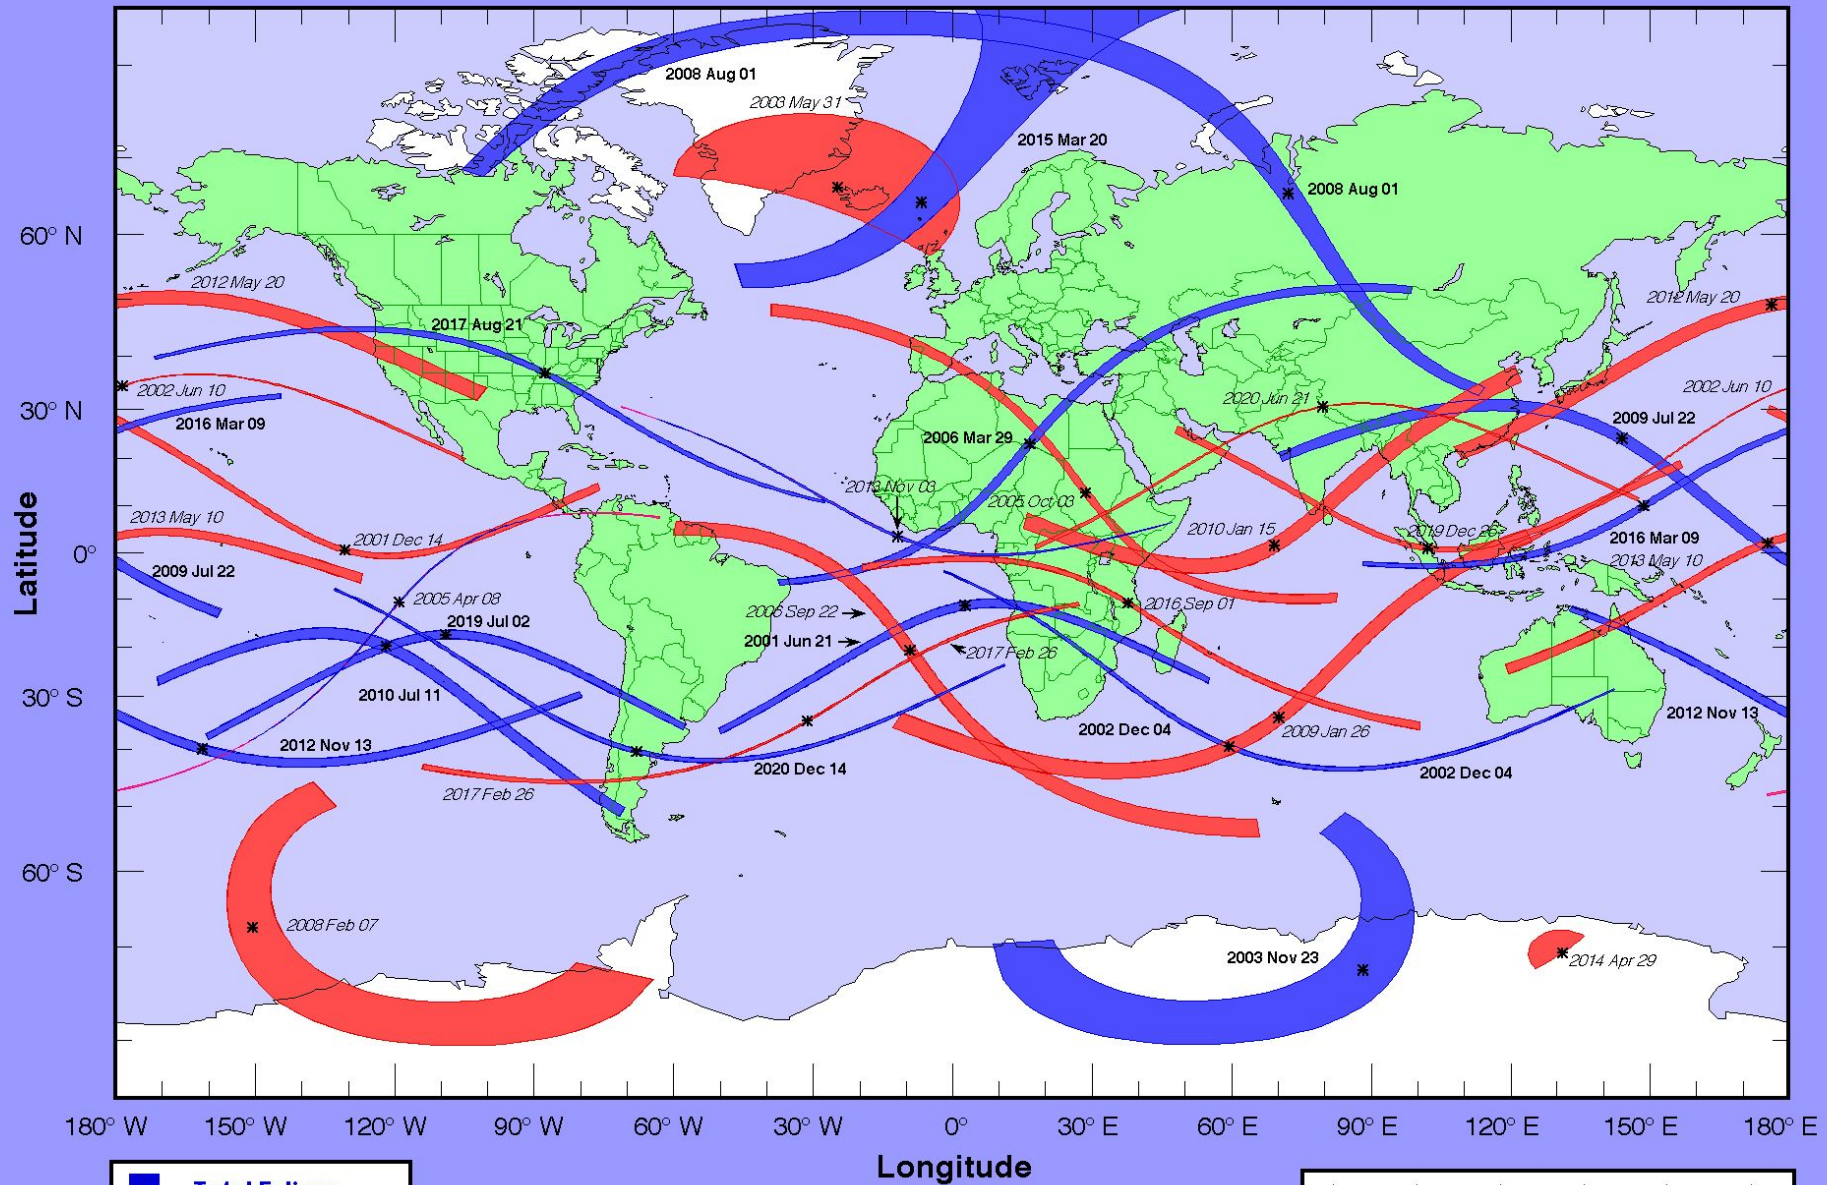 2008 Aug 01
2003 May 31
2015 Mar 20
2008 Aug 01
60° N
2012 May 20
2012 May 20
2017 Aug 21
2002 Jun 10
2002 Jun 10
2020 Jun 21
30° N
2016 Mar 09
2009 Jul 22
2006 Mar 29
2013 Nov 03
2005 Oct 03
2013 May 10
2010 Jan 15
2019 Dec 26
2001 Dec 14
2016 Mar 09
0°
2013 May 10
2009 Jul 22
Latitude
2005 Apr 08
2016 Sep 01
2006 Sep 22
2019 Jul 02
2001 Jun 21
2017 Feb 26
30° S
2010 Jul 11
2012 Nov 13
2002 Dec 04
2009 Jan 26
2012 Nov 13
2020 Dec 14
2002 Dec 04
2017 Feb 26
60° S
2008 Feb 07
2003 Nov 23
2014 Apr 29
180° W 150° W 120° W 90° W 60° W 30° W 0° 30° E 60° E 90° E 120° E 150° E 180° E
Longitude